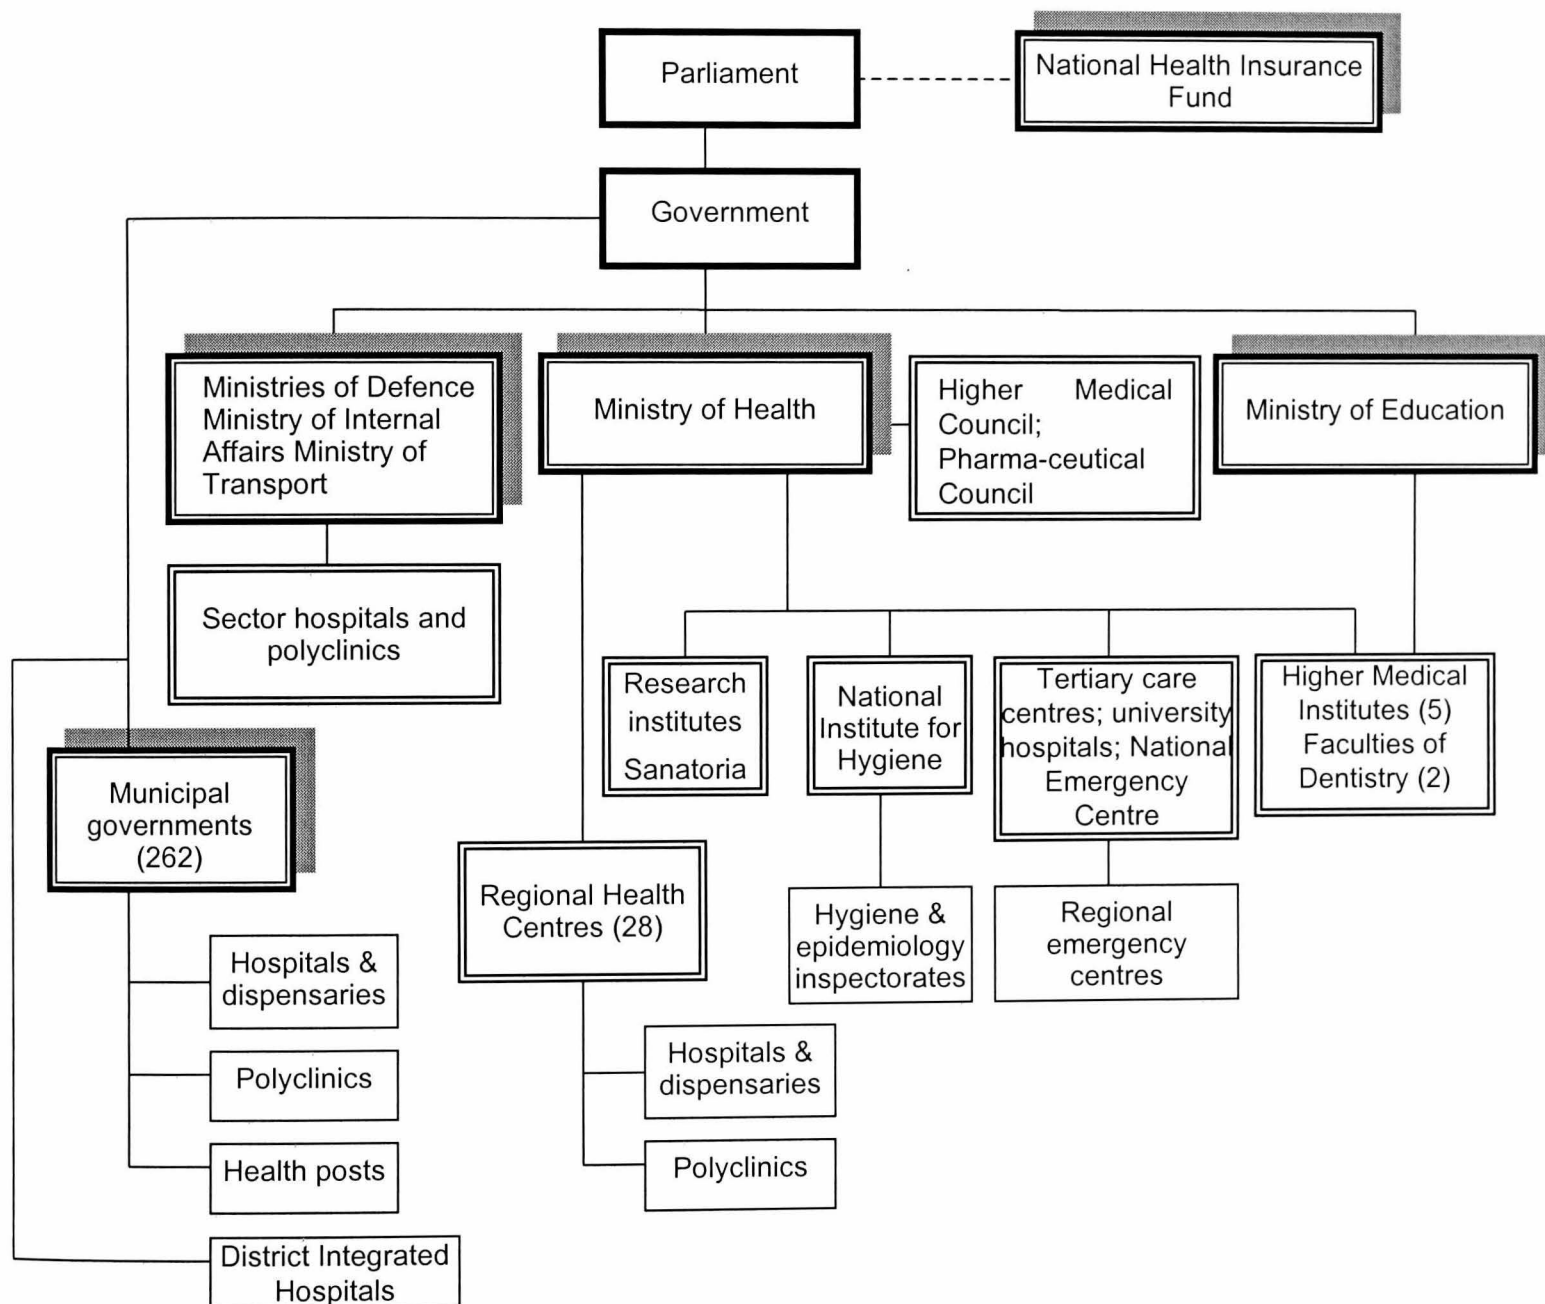 Parliament
National Health Insurance
Fund
Government
Ministries of Defence
Ministry of Internal
Affairs Ministry of
Transport
Ministry of Health
Higher Medical
Council;
Pharma-ceutical
Council
Ministry of Education
Sector hospitals and
polyclinics
Research
institutes
Sanatoria
National
Institute for
Hygiene
Tertiary care
centres; university
hospitals; National
Emergency
Centre
Higher Medical
Institutes (5)
Faculties of
Dentistry (2)
Municipal
governments
(262)
Regional Health
Centres (28)
Hygiene &
epidemiology
inspectorates
Regional
emergency
centres
Hospitals &
dispensaries
Polyclinics
Health posts
Hospitals &
dispensaries
Polyclinics
District Integrated
Hospitals